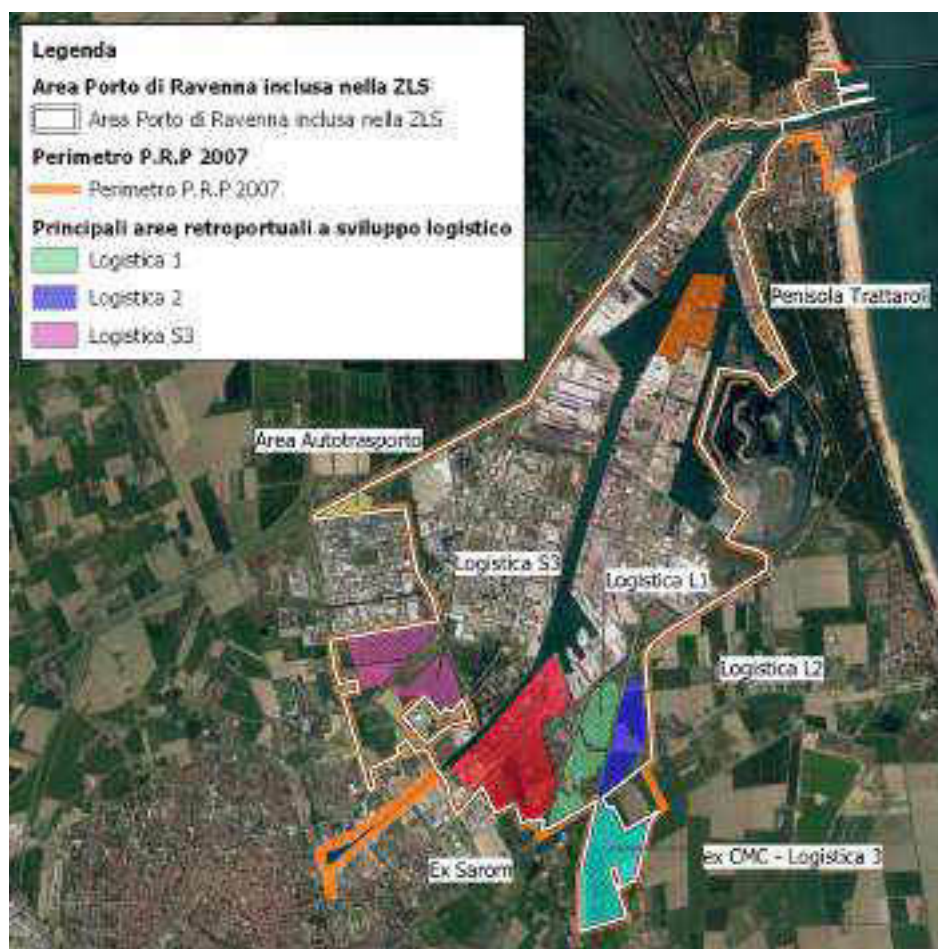 Legenda
Area Porto di Ravenna inclusa nella ZLS
Area Porto di Ravenna inclusa nella ZLS
Perimetro P.R.P 2007
Perimetro P.R.P 2007
Principali aree retroportuali a sviluppo logistico
Logistica 1
Logistica 2
Logistica S3
Penisola Trattaroli
Area Autotrasporto
Logistica S3
Logistica L1
Logistica L2
Ex Sarom
ex CMC - Logistica 3